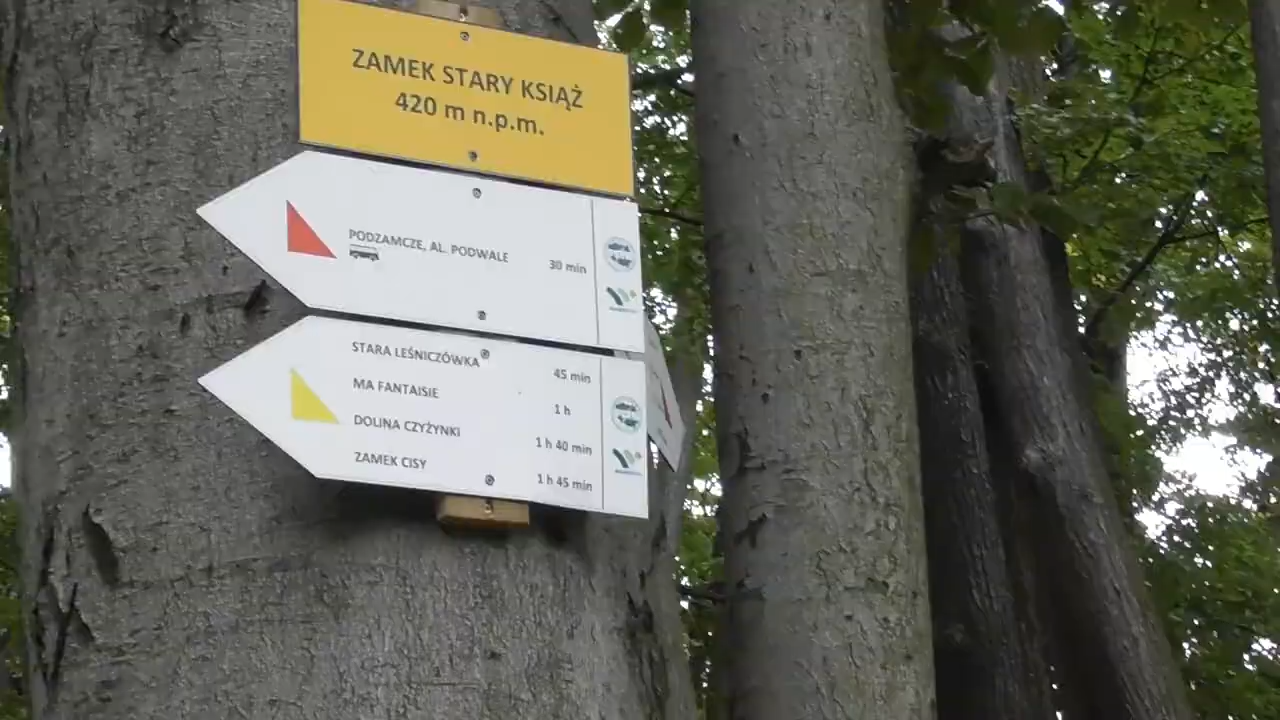 ZAMEK STARY KSIĄŻ
420 m n.p.m.
PODZAMCZE, AL. PODWALE 30 min
STARA LEŚNICZÓWKA 45 min
MA FANTAISIE 1 h
DOLINA CZYŻYNKI 1 h 40 min
ZAMEK CISY 1 h 45 min